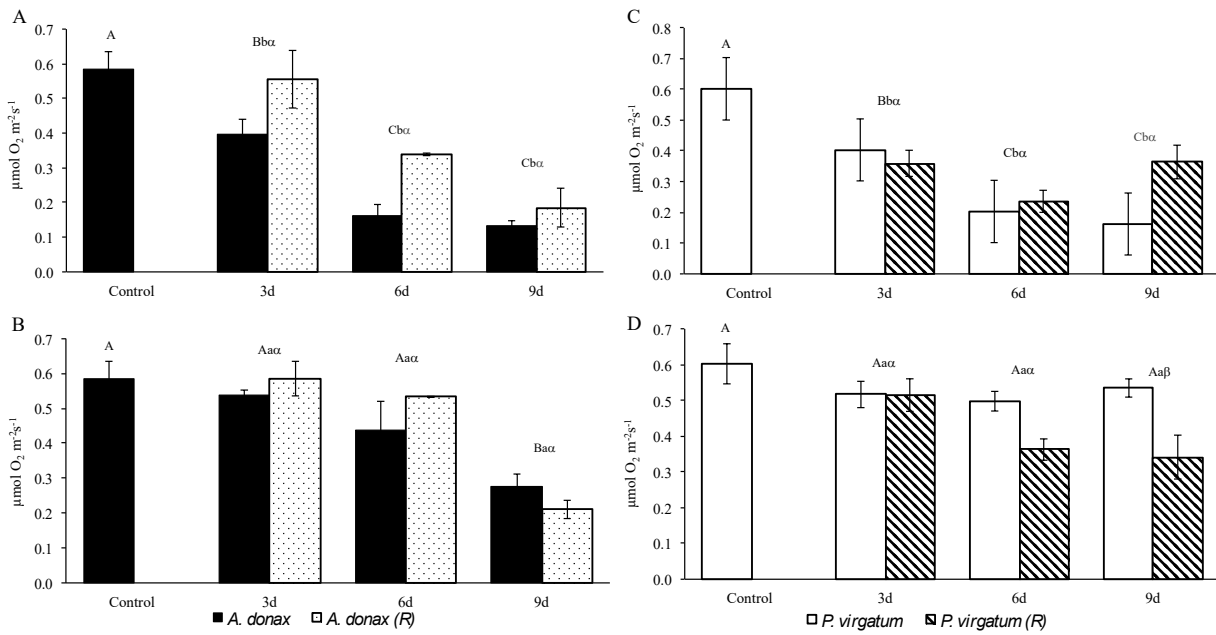 A
μmol O2 m-2s-1
0.7
0.6
0.5
0.4
0.3
0.2
0.1
0.0
A
Bbα
Cbα
Cbα
Control
3d
6d
9d
B
μmol O2 m-2s-1
0.7
0.6
0.5
0.4
0.3
0.2
0.1
0.0
A
Aaα
Aaα
Baα
Control
3d
6d
9d
A. donax
A. donax (R)
C
μmol O2 m-2s-1
0.8
0.7
0.6
0.5
0.4
0.3
0.2
0.1
0.0
A
Bbα
Cbα
Cbα
Control
3d
6d
9d
D
μmol O2 m-2s-1
0.7
0.6
0.5
0.4
0.3
0.2
0.1
0.0
A
Aaα
Aaα
Aaβ
Control
3d
6d
9d
P. virgatum
P. virgatum (R)